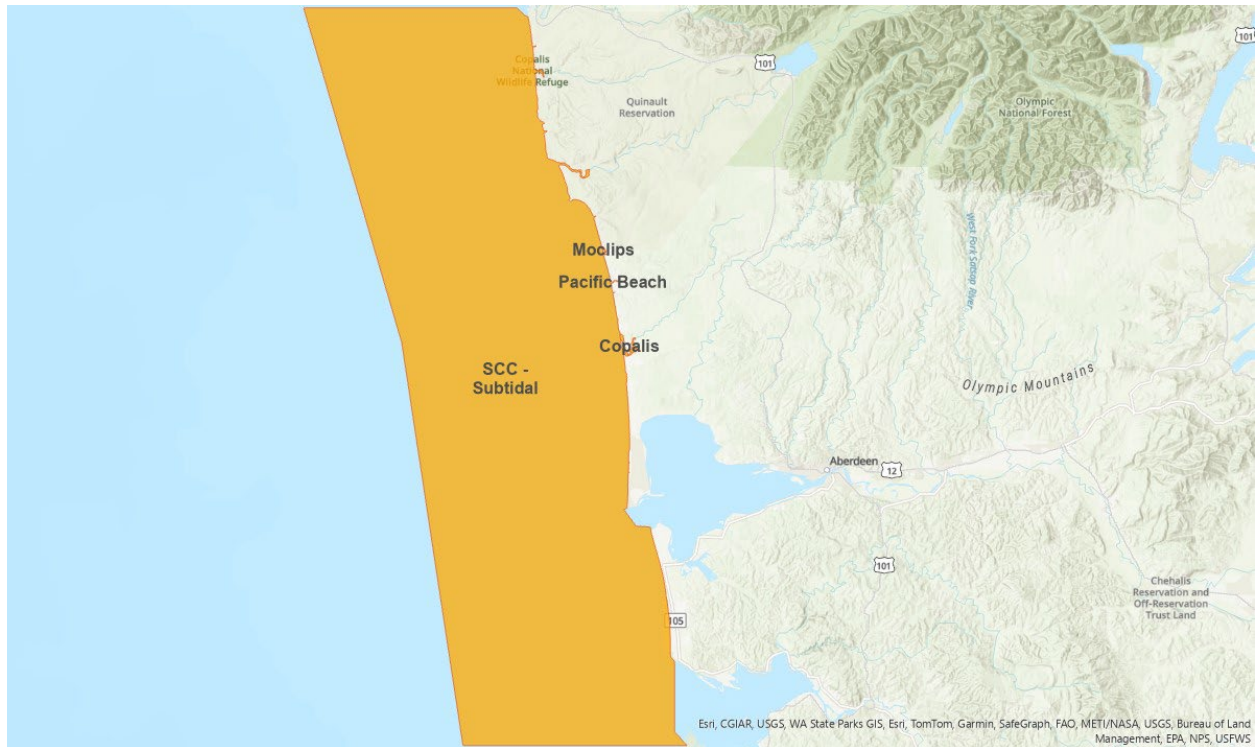 101
101
Copalis
National
Wildlife Refuge
Quinault
Reservation
Olympic
National Forest
Moclips
Pacific Beach
West Fork Satsop
River
Copalis
SCC -
Subtidal
Olympic Mountains
Aberdeen
12
101
Chehalis
Reservation and
Off-Reservation
Trust Land
105
Esri, CGIAR, USGS, WA State Parks GIS, Esri, TomTom, Garmin, SafeGraph, FAO, METI/NASA, USGS, Bureau of Land
Management, EPA, NPS, USFWS